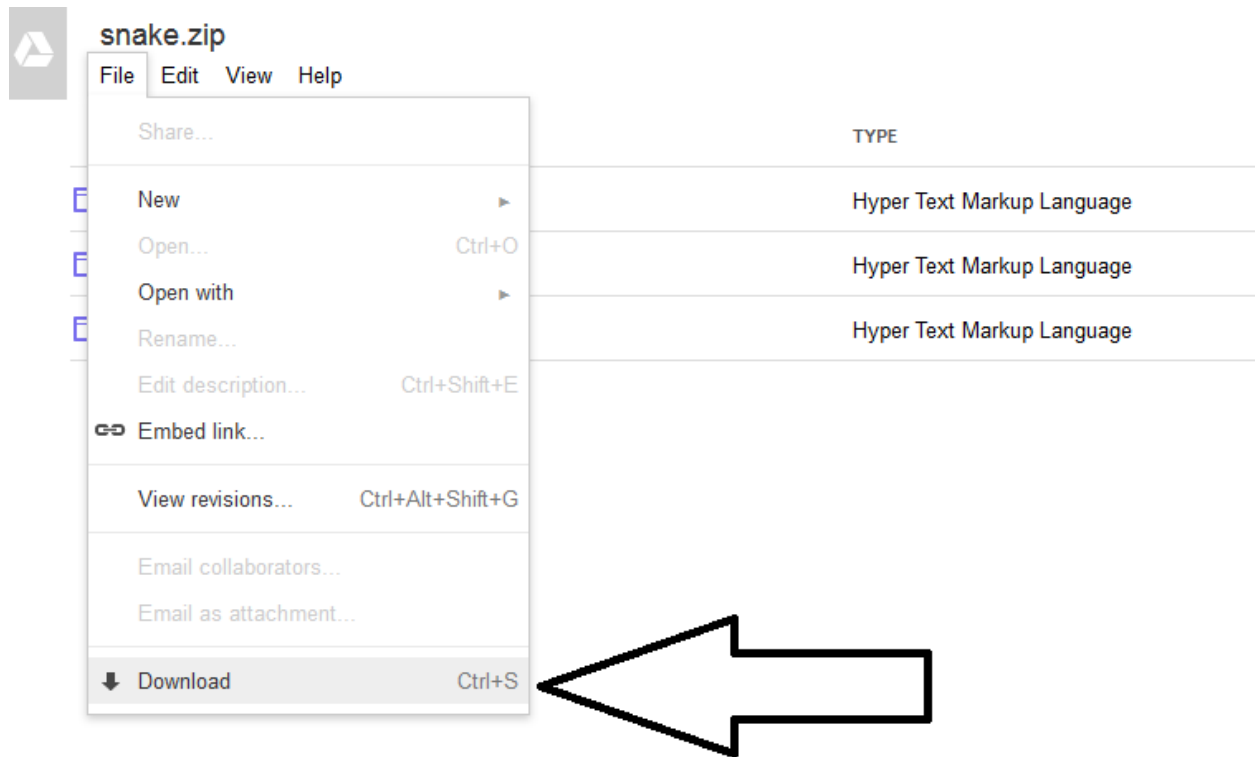 snake.zip
File Edit View Help
Share...
TYPE
New
Hyper Text Markup Language
Open... Ctrl+O
Hyper Text Markup Language
Open with
Rename...
Hyper Text Markup Language
Edit description... Ctrl+Shift+E
Embed link...
View revisions... Ctrl+Alt+Shift+G
Email collaborators...
Email as attachment...
Download Ctrl+S